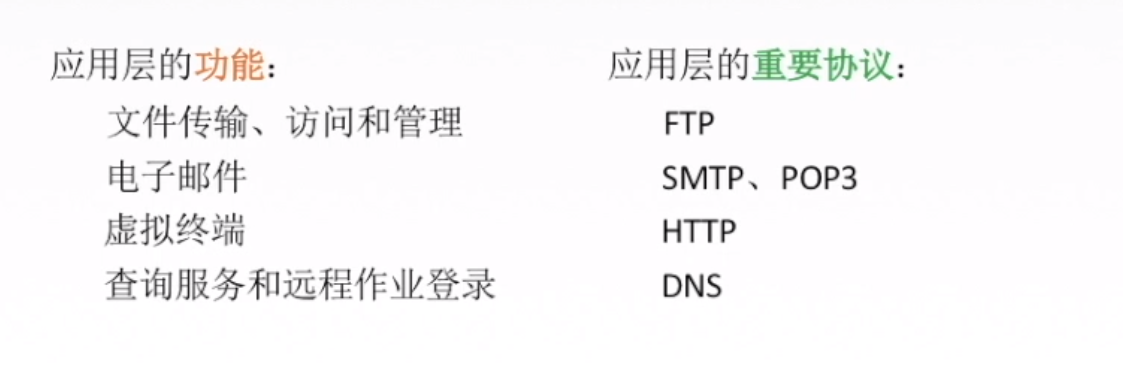 应用层的功能：
文件传输、访问和管理
电子邮件
虚拟终端
查询服务和远程作业登录
应用层的重要协议：
FTP
SMTP、POP3
HTTP
DNS